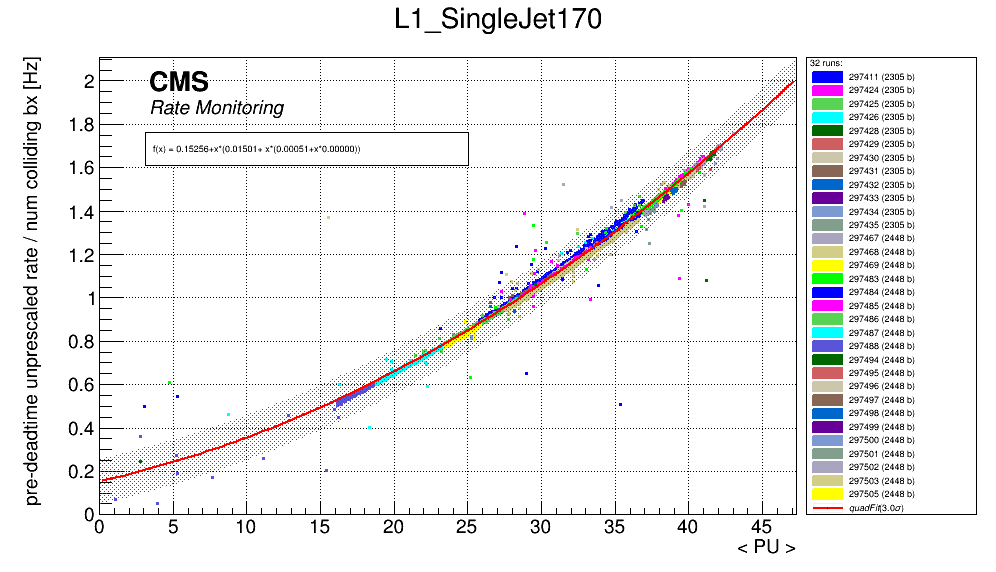 L1_SingleJet170
pre-deadtime unprescaled rate / num colliding bx [Hz]
CMS
Rate Monitoring
f(x) = 0.15256+x*(0.01501+ x*(0.00051+x*0.00000))
2
1.8
1.6
1.4
1.2
1
0.8
0.6
0.4
0.2
0
0 5 10 15 20 25 30 35 40 45
< PU >
32 runs:
297411 (2305 b)
297424 (2305 b)
297425 (2305 b)
297426 (2305 b)
297428 (2305 b)
297429 (2305 b)
297430 (2305 b)
297431 (2305 b)
297432 (2305 b)
297433 (2305 b)
297434 (2305 b)
297435 (2305 b)
297467 (2448 b)
297468 (2448 b)
297469 (2448 b)
297483 (2448 b)
297484 (2448 b)
297485 (2448 b)
297486 (2448 b)
297487 (2448 b)
297488 (2448 b)
297494 (2448 b)
297495 (2448 b)
297496 (2448 b)
297497 (2448 b)
297498 (2448 b)
297499 (2448 b)
297500 (2448 b)
297501 (2448 b)
297502 (2448 b)
297503 (2448 b)
297505 (2448 b)
quadFit(3.0σ)